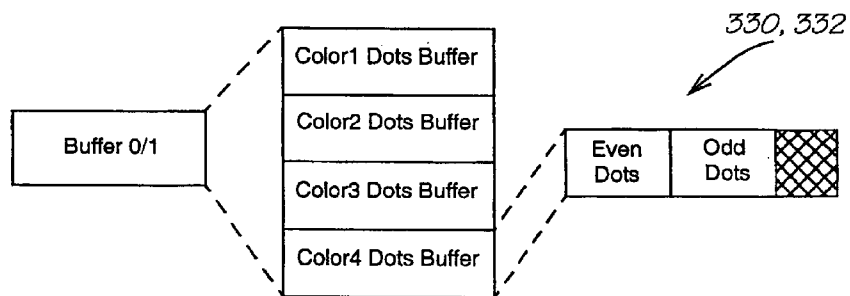 330, 332
Color1 Dots Buffer
Color2 Dots Buffer
Buffer 0/1
Even
Dots
Odd
Dots
Color3 Dots Buffer
Color4 Dots Buffer